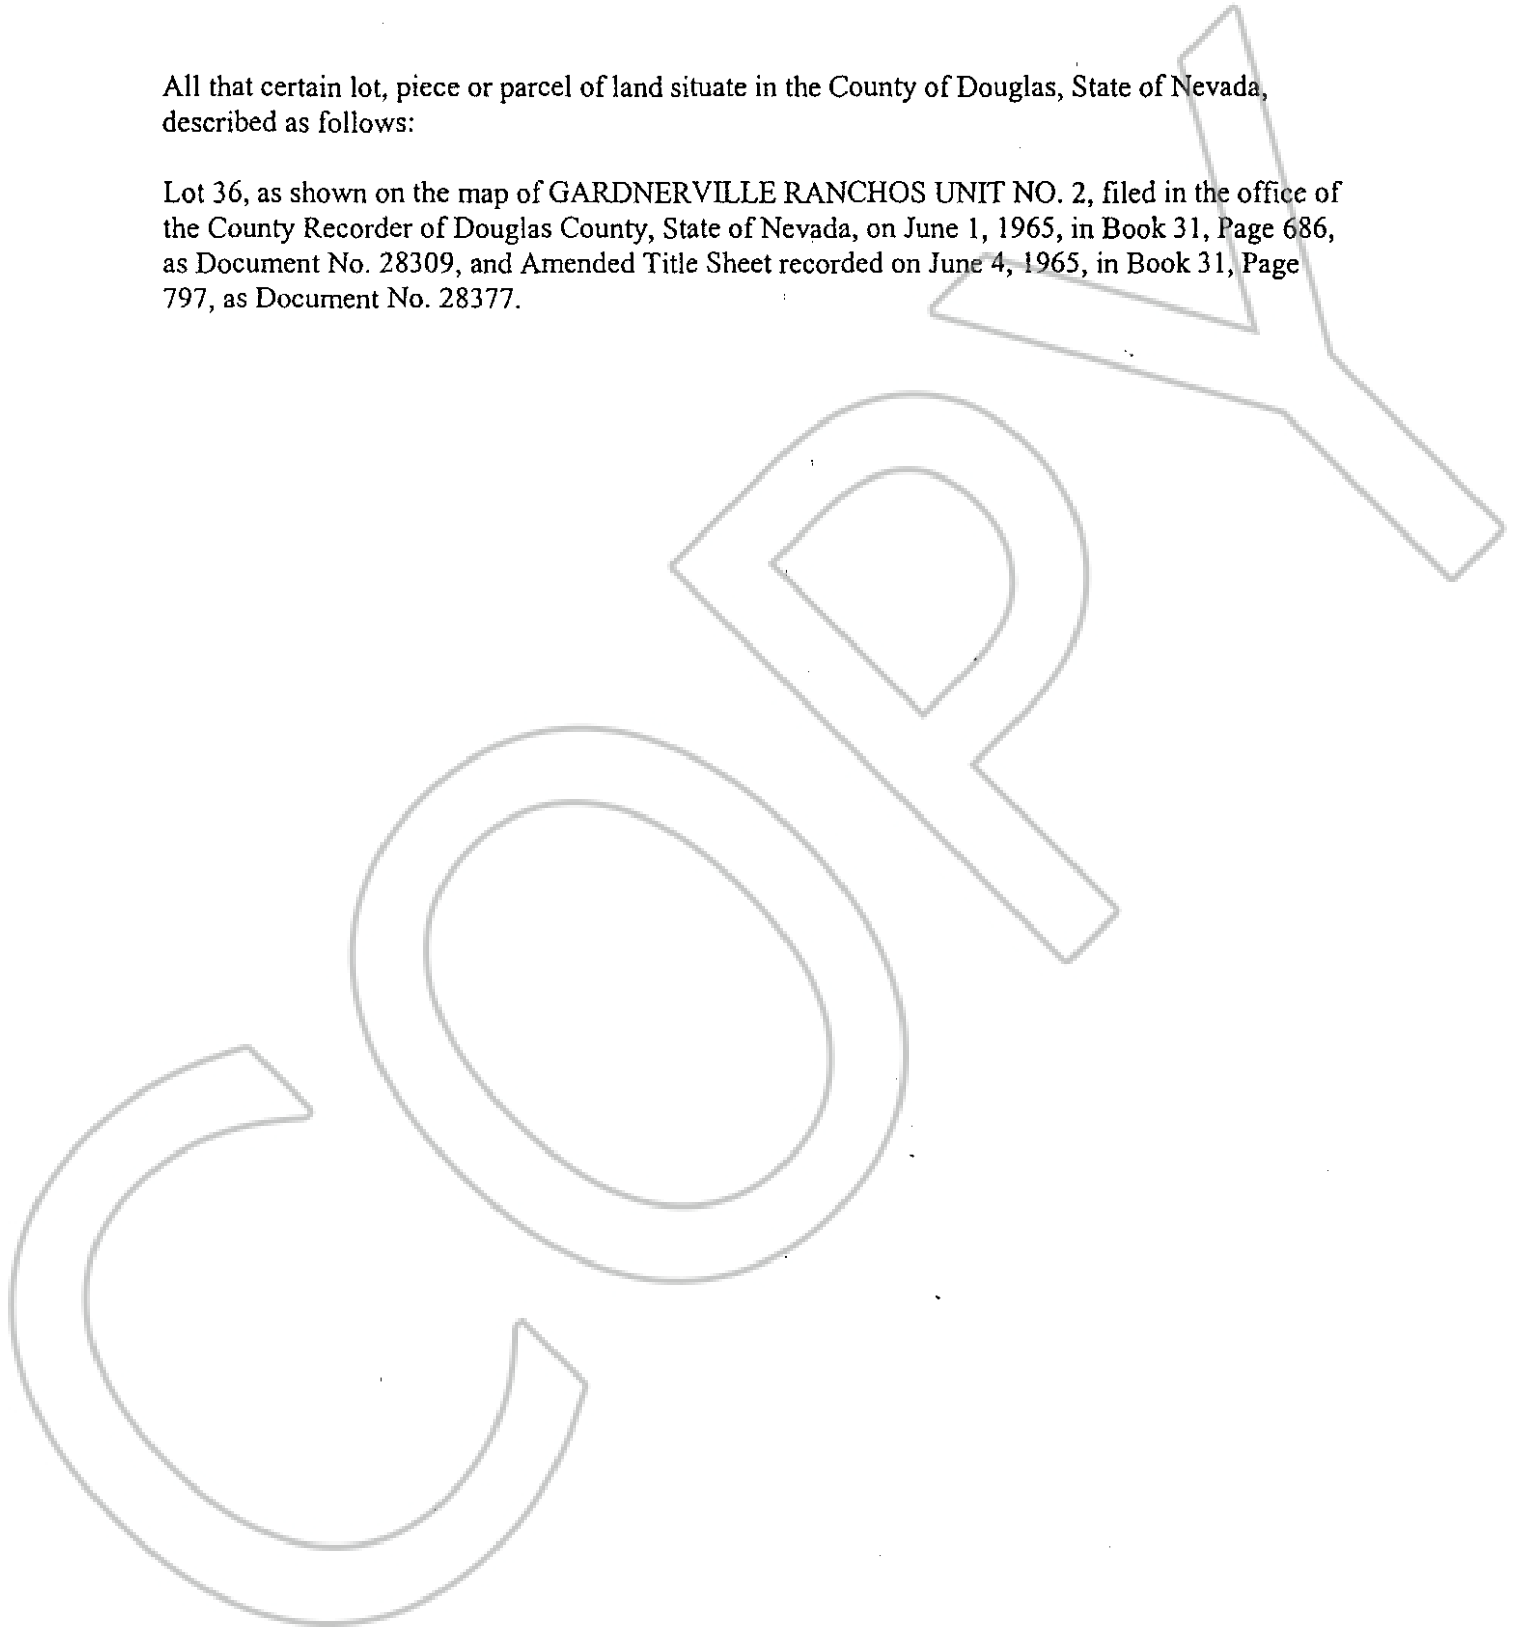 All that certain lot, piece or parcel of land situate in the County of Douglas, State of Nevada,
described as follows:
Lot 36, as shown on the map of GARDNERVILLE RANCHOS UNIT NO. 2, filed in the office of
the County Recorder of Douglas County, State of Nevada, on June 1, 1965, in Book 31, Page 686,
as Document No. 28309, and Amended Title Sheet recorded on June 4, 1965, in Book 31, Page
797, as Document No. 28377.
COPY